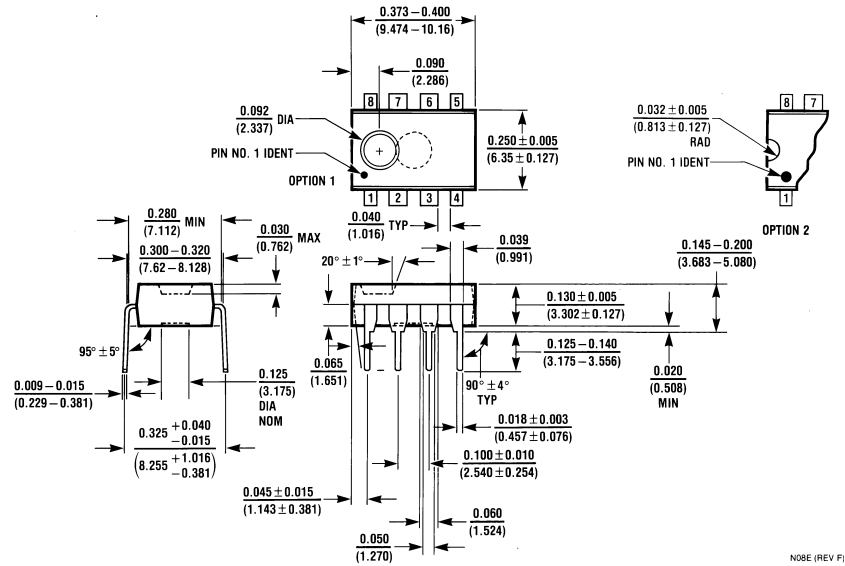 0.373 – 0.400
(9.474 – 10.16)
0.090
(2.286)
8 7 6 5
0.092 DIA
(2.337)
PIN NO. 1 IDENT
OPTION 1
1 2 3 4
0.250 ± 0.005
(6.35 ± 0.127)
0.032 ± 0.005
(0.813 ± 0.127)
RAD
PIN NO. 1 IDENT
8 7
1
OPTION 2
0.280 MIN
(7.112)
0.300 – 0.320
(7.62 – 8.128)
0.030 MAX
(0.762)
0.040 TYP
(1.016)
0.039
(0.991)
20° ± 1°
0.145 – 0.200
(3.683 – 5.080)
0.130 ± 0.005
(3.302 ± 0.127)
0.125 – 0.140
(3.175 – 3.556)
0.020
(0.508)
MIN
95° ± 5°
0.009 – 0.015
(0.229 – 0.381)
0.125
(3.175)
DIA
NOM
0.065
(1.651)
90° ± 4°
TYP
0.325 +0.040
–0.015
(8.255 +1.016
–0.381)
0.018 ± 0.003
(0.457 ± 0.076)
0.100 ± 0.010
(2.540 ± 0.254)
0.045 ± 0.015
(1.143 ± 0.381)
0.060
(1.524)
0.050
(1.270)
N08E (REV F)